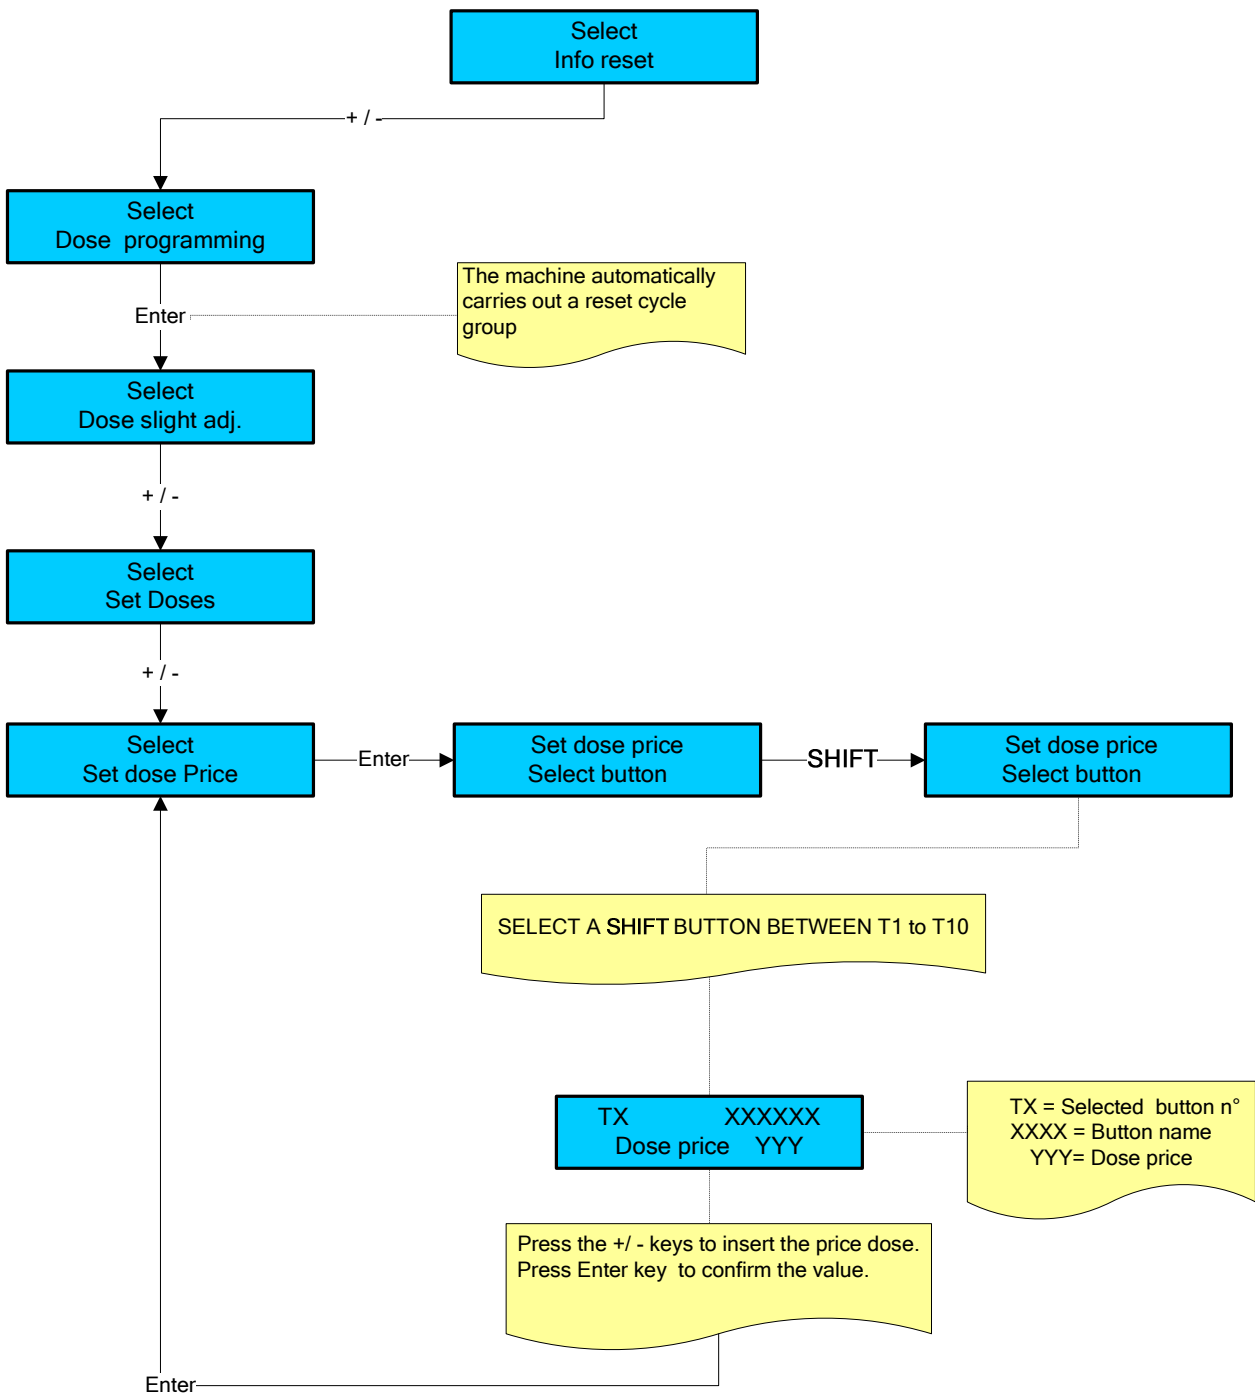 Select
Info reset
+ / -
Select
Dose programming
The machine automatically
carries out a reset cycle
group
Enter
Select
Dose slight adj.
+ / -
Select
Set Doses
+ / -
Select
Set dose Price
Enter
Set dose price
Select button
SHIFT
Set dose price
Select button
SELECT A SHIFT BUTTON BETWEEN T1 to T10
TX XXXXXX
Dose price YYY
TX = Selected button n°
XXXX = Button name
YYY= Dose price
Press the +/ - keys to insert the price dose.
Press Enter key to confirm the value.
Enter